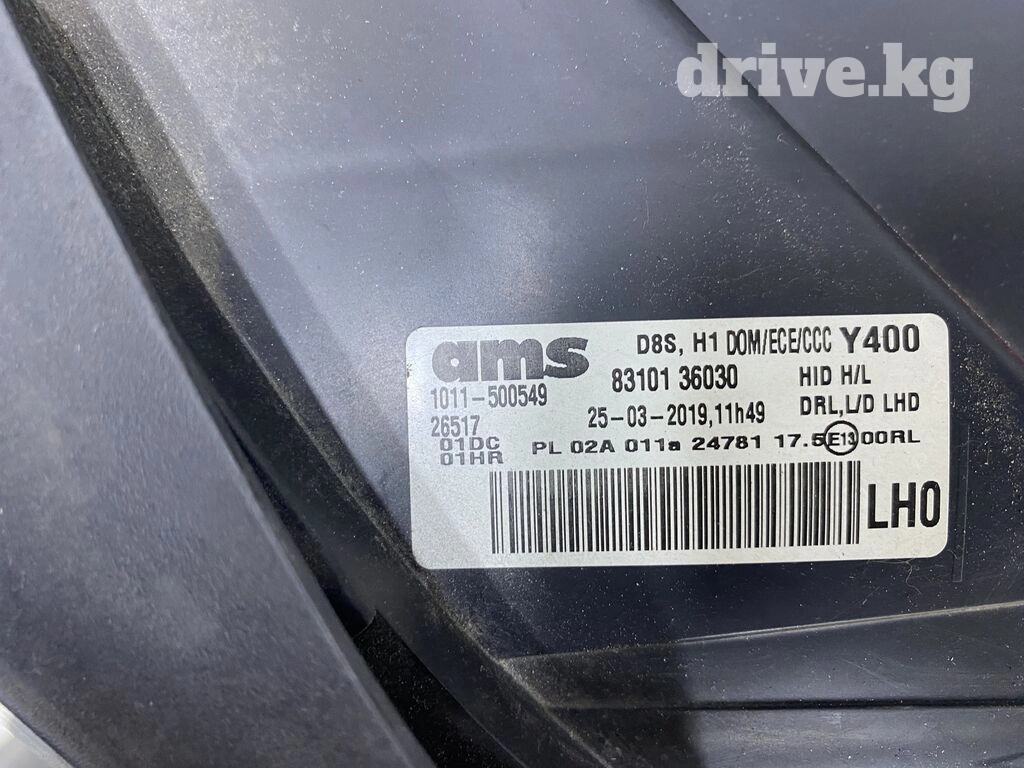 drive.kg
ams D8S, H1 DOM/ECE/CCC Y400
1011-500549 83101 36030 HID H/L
26517 25-03-2019,11h49 DRL,L/D LHD
01DC PL 02A 011a 24781 17.5 E13 00RL
01HR
LH0